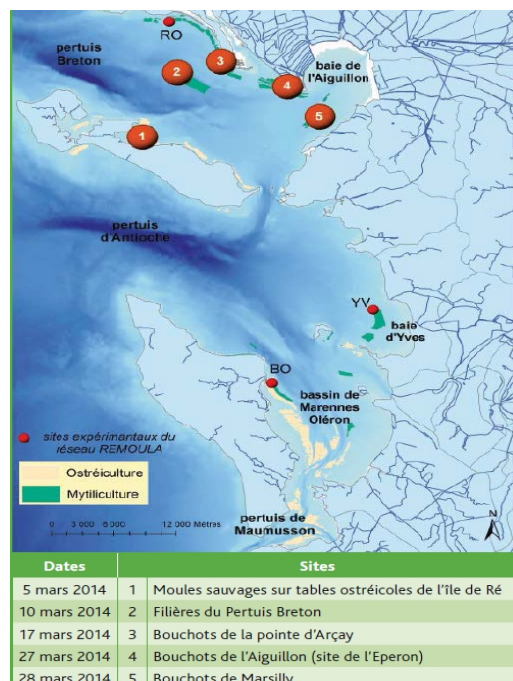 RO
pertuis
Breton
3
baie de
l'Aiguillon
2
4
5
1
pertuis
d'Antioche
YV
baie
d'Yves
BO
bassin de
Marennes
Oléron
sites expérimantaux du
réseau REMOULA
Ostréiculture
Mytiliculture
0 3 000 6 000 12 000 Mètres
pertuis de
Maumusson
N
Dates Sites
5 mars 2014 1 Moules sauvages sur tables ostréicoles de l'île de Ré
10 mars 2014 2 Filières du Pertuis Breton
17 mars 2014 3 Bouchots de la pointe d'Arçay
27 mars 2014 4 Bouchots de l'Aiguillon (site de l'Eperon)
28 mars 2014 5 Bouchots de Marsilly